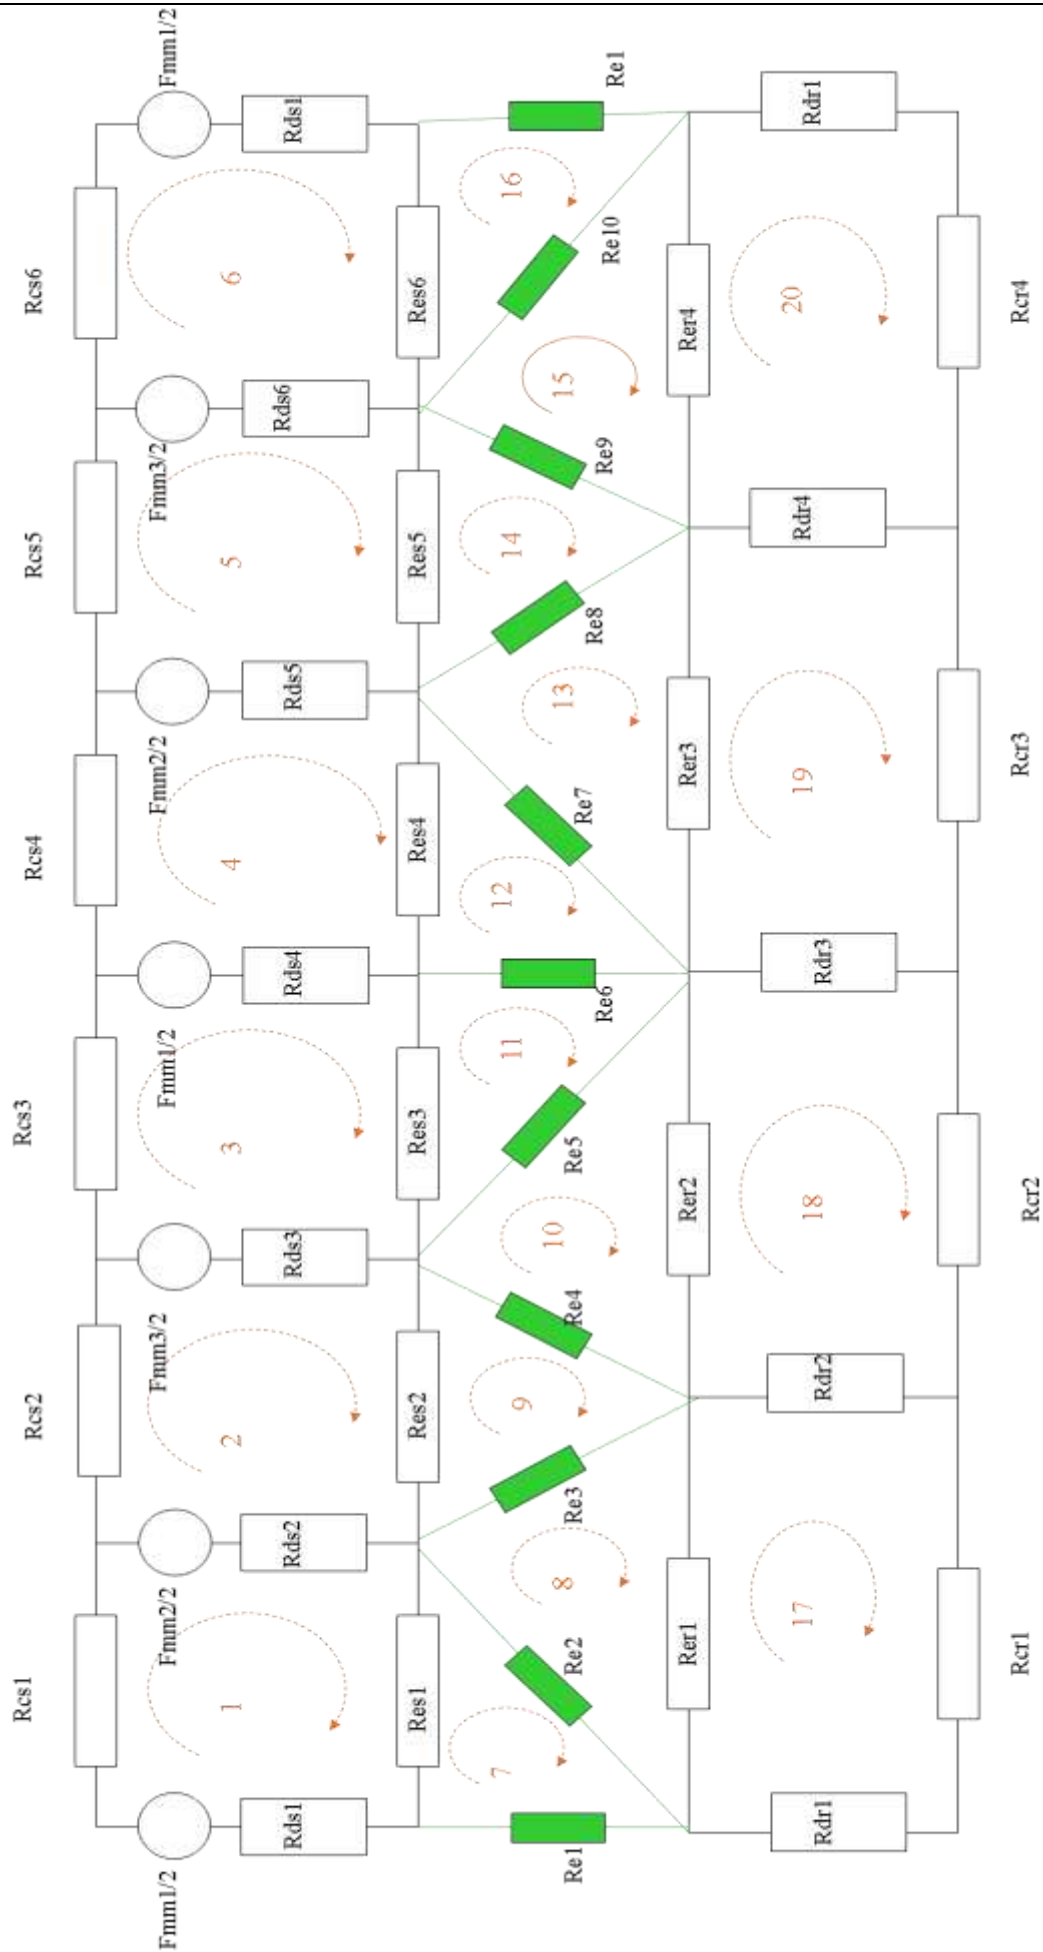 Rcs1 Rcs2 Rcs3 Rcs4 Rcs5 Rcs6
Fmm1/2 Fmm2/2 Fmm3/2 Fmm1/2 Fmm2/2 Fmm3/2 Fmm1/2
1 2 3 4 5 6
Rds1 Rds2 Rds3 Rds4 Rds5 Rds6 Rds1
Res1 Res2 Res3 Res4 Res5 Res6
7 8 9 10 11 12 13 14 15 16
Re1 Re2 Re3 Re4 Re5 Re6 Re7 Re8 Re9 Re10 Re1
Rer1 Rer2 Rer3 Rer4
17 18 19 20
Rdr1 Rdr2 Rdr3 Rdr4 Rdr1
Rcr1 Rcr2 Rcr3 Rcr4